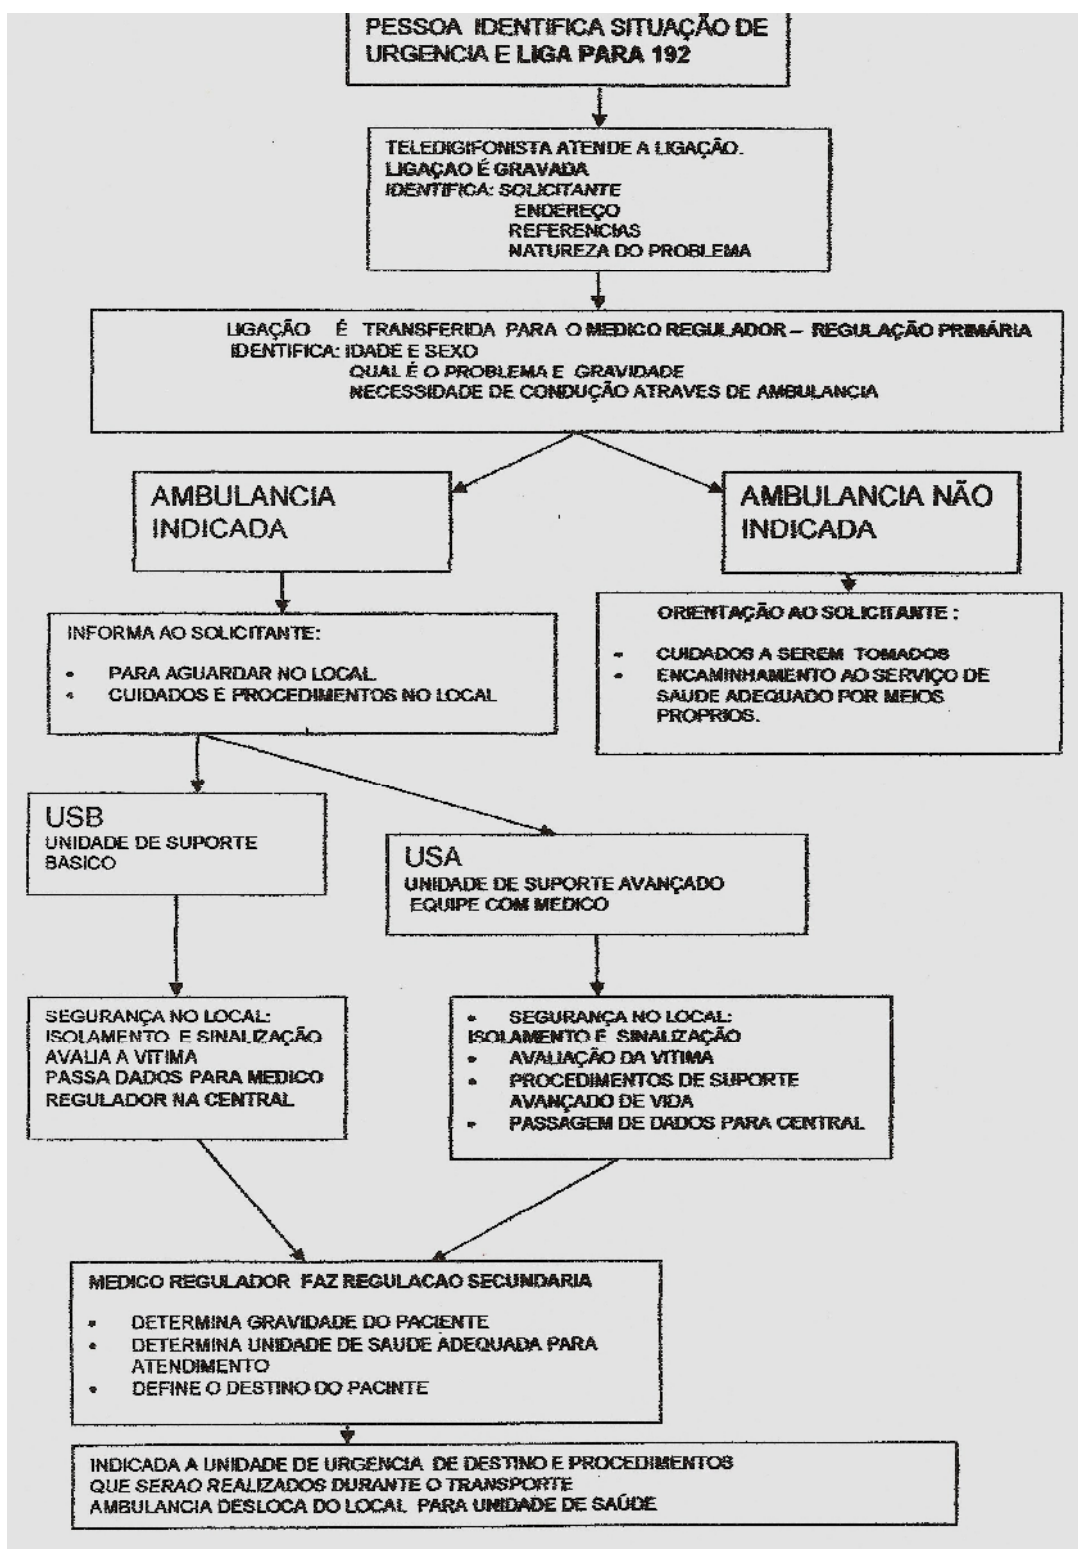 PESSOA IDENTIFICA SITUAÇÃO DE
URGENCIA E LIGA PARA 192
TELEDIGIFONISTA ATENDE A LIGAÇÃO.
LIGAÇAO É GRAVADA
IDENTIFICA: SOLICITANTE
ENDEREÇO
REFERENCIAS
NATUREZA DO PROBLEMA
LIGAÇÃO É TRANSFERIDA PARA O MEDICO REGULADOR – REGULAÇÃO PRIMÁRIA
IDENTIFICA: IDADE E SEXO
QUAL É O PROBLEMA E GRAVIDADE
NECESSIDADE DE CONDUÇÃO ATRAVES DE AMBULANCIA
AMBULANCIA
INDICADA
AMBULANCIA NÃO
INDICADA
INFORMA AO SOLICITANTE:
• PARA AGUARDAR NO LOCAL
• CUIDADOS E PROCEDIMENTOS NO LOCAL
ORIENTAÇÃO AO SOLICITANTE :
• CUIDADOS A SEREM TOMADOS
• ENCAMINHAMENTO AO SERVIÇO DE
SAUDE ADEQUADO POR MEIOS
PROPRIOS.
USB
UNIDADE DE SUPORTE
BASICO
USA
UNIDADE DE SUPORTE AVANÇADO
EQUIPE COM MEDICO
SEGURANÇA NO LOCAL:
ISOLAMENTO E SINALIZAÇÃO
AVALIA A VITIMA
PASSA DADOS PARA MEDICO
REGULADOR NA CENTRAL
• SEGURANÇA NO LOCAL:
ISOLAMENTO E SINALIZAÇÃO
• AVALIAÇÃO DA VITIMA
• PROCEDIMENTOS DE SUPORTE
AVANÇADO DE VIDA
• PASSAGEM DE DADOS PARA CENTRAL
MEDICO REGULADOR FAZ REGULACAO SECUNDARIA
• DETERMINA GRAVIDADE DO PACIENTE
• DETERMINA UNIDADE DE SAUDE ADEQUADA PARA
ATENDIMENTO
• DEFINE O DESTINO DO PACINTE
INDICADA A UNIDADE DE URGENCIA DE DESTINO E PROCEDIMENTOS
QUE SERAO REALIZADOS DURANTE O TRANSPORTE
AMBULANCIA DESLOCA DO LOCAL PARA UNIDADE DE SAÚDE